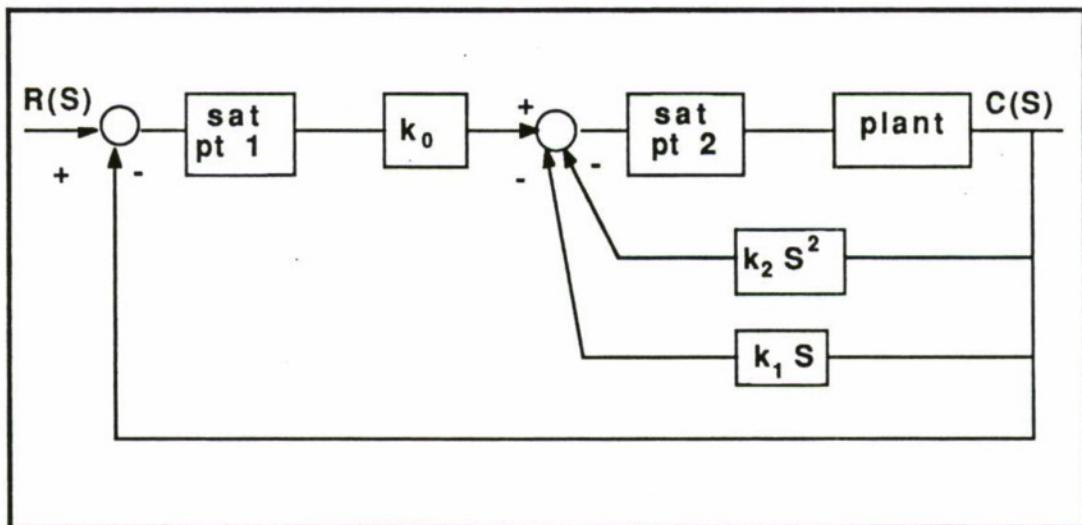 R(S)
+
-
sat
pt 1
k₀
+
-
-
sat
pt 2
plant
C(S)
k₂ S²
k₁ S